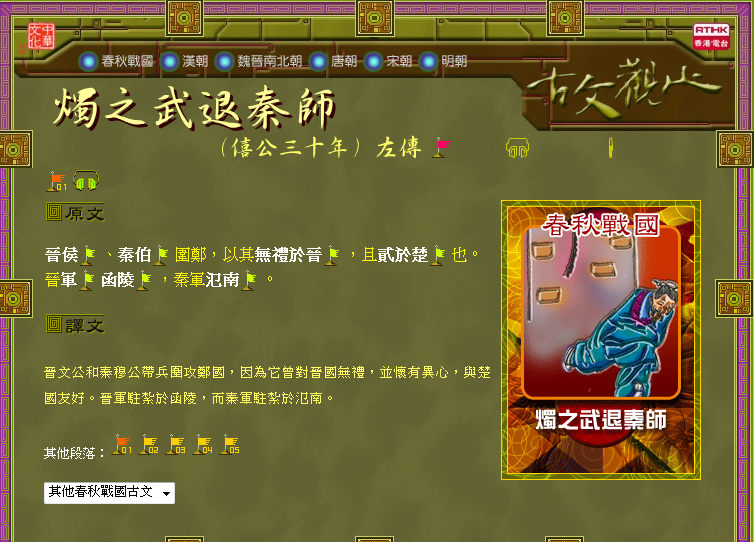 中華
文化
RTHK
香港電台
春秋戰國 漢朝 魏晉南北朝 唐朝 宋朝 明朝
古文觀止
燭之武退秦師
（僖公三十年）左傳
01
原文
晉侯、秦伯圍鄭，以其無禮於晉，且貳於楚也。
晉軍函陵，秦軍氾南。
春秋戰國
燭之武退秦師
譯文
晉文公和秦穆公帶兵圍攻鄭國，因為它曾對晉國無禮，並懷有異心，與楚
國友好。晉軍駐紮於函陵，而秦軍駐紮於氾南。
其他段落： 01 02 03 04 05
其他春秋戰國古文